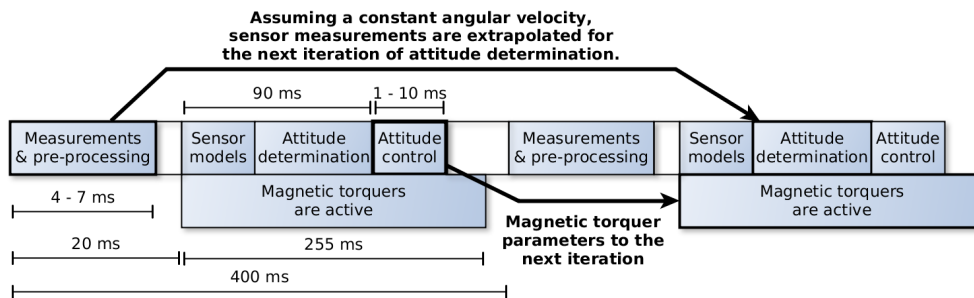 Assuming a constant angular velocity,
sensor measurements are extrapolated for
the next iteration of attitude determination.
90 ms
1 - 10 ms
Measurements
& pre-processing
Sensor
models
Attitude
determination
Attitude
control
Measurements
& pre-processing
Sensor
models
Attitude
determination
Attitude
control
Magnetic torquers
are active
Magnetic torquers
are active
4 - 7 ms
Magnetic torquer
parameters to the
next iteration
20 ms
255 ms
400 ms